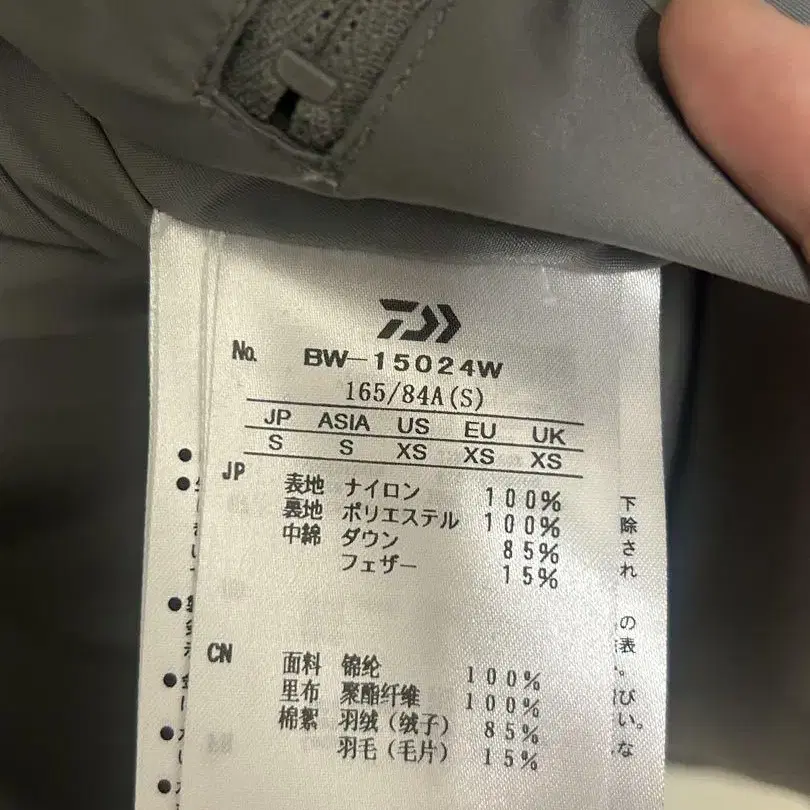 No. BW-15024W
165/84A(S)
JP ASIA US EU UK
S S XS XS XS
JP
表地 ナイロン 100%
裏地 ポリエステル 100%
中綿 ダウン 85%
フェザー 15%
CN
面料 锦纶 100%
里布 聚酯纤维 100%
棉絮 羽绒(绒子) 85%
羽毛(毛片) 15%
下除され
の表
びい。
な